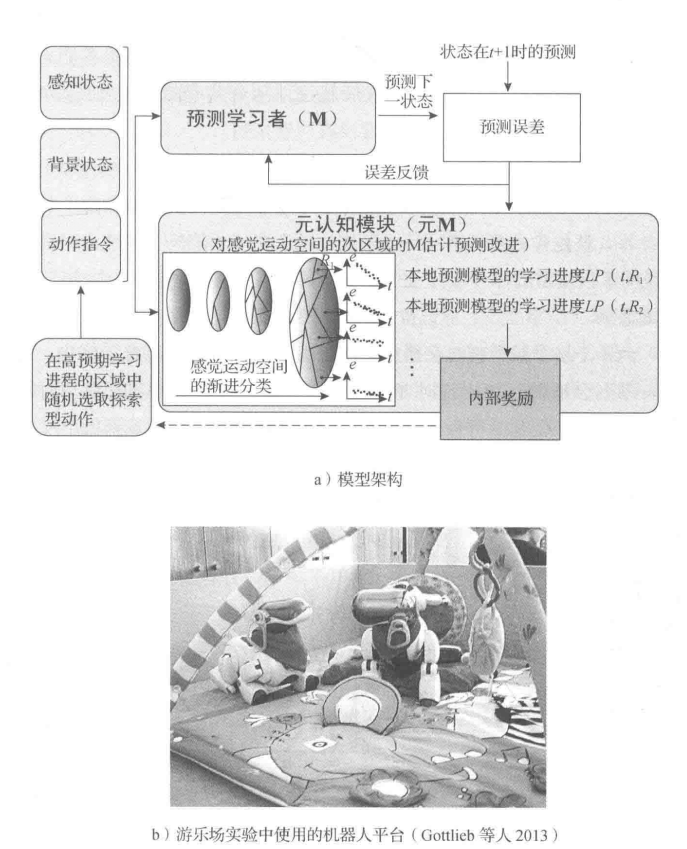 状态在t+1时的预测
感知状态
背景状态
动作指令
预测学习者（M）
预测下
一状态
预测误差
误差反馈
元认知模块（元M）
（对感觉运动空间的次区域的M估计预测改进）
R₁
e
t
e
t
e
t
e
t
本地预测模型的学习进度LP（t,R₁）
本地预测模型的学习进度LP（t,R₂）
⋮
感觉运动空间
的渐进分类
内部奖励
在高预期学习
进程的区域中
随机选取探索
型动作
a）模型架构
b）游乐场实验中使用的机器人平台（Gottlieb 等人 2013）